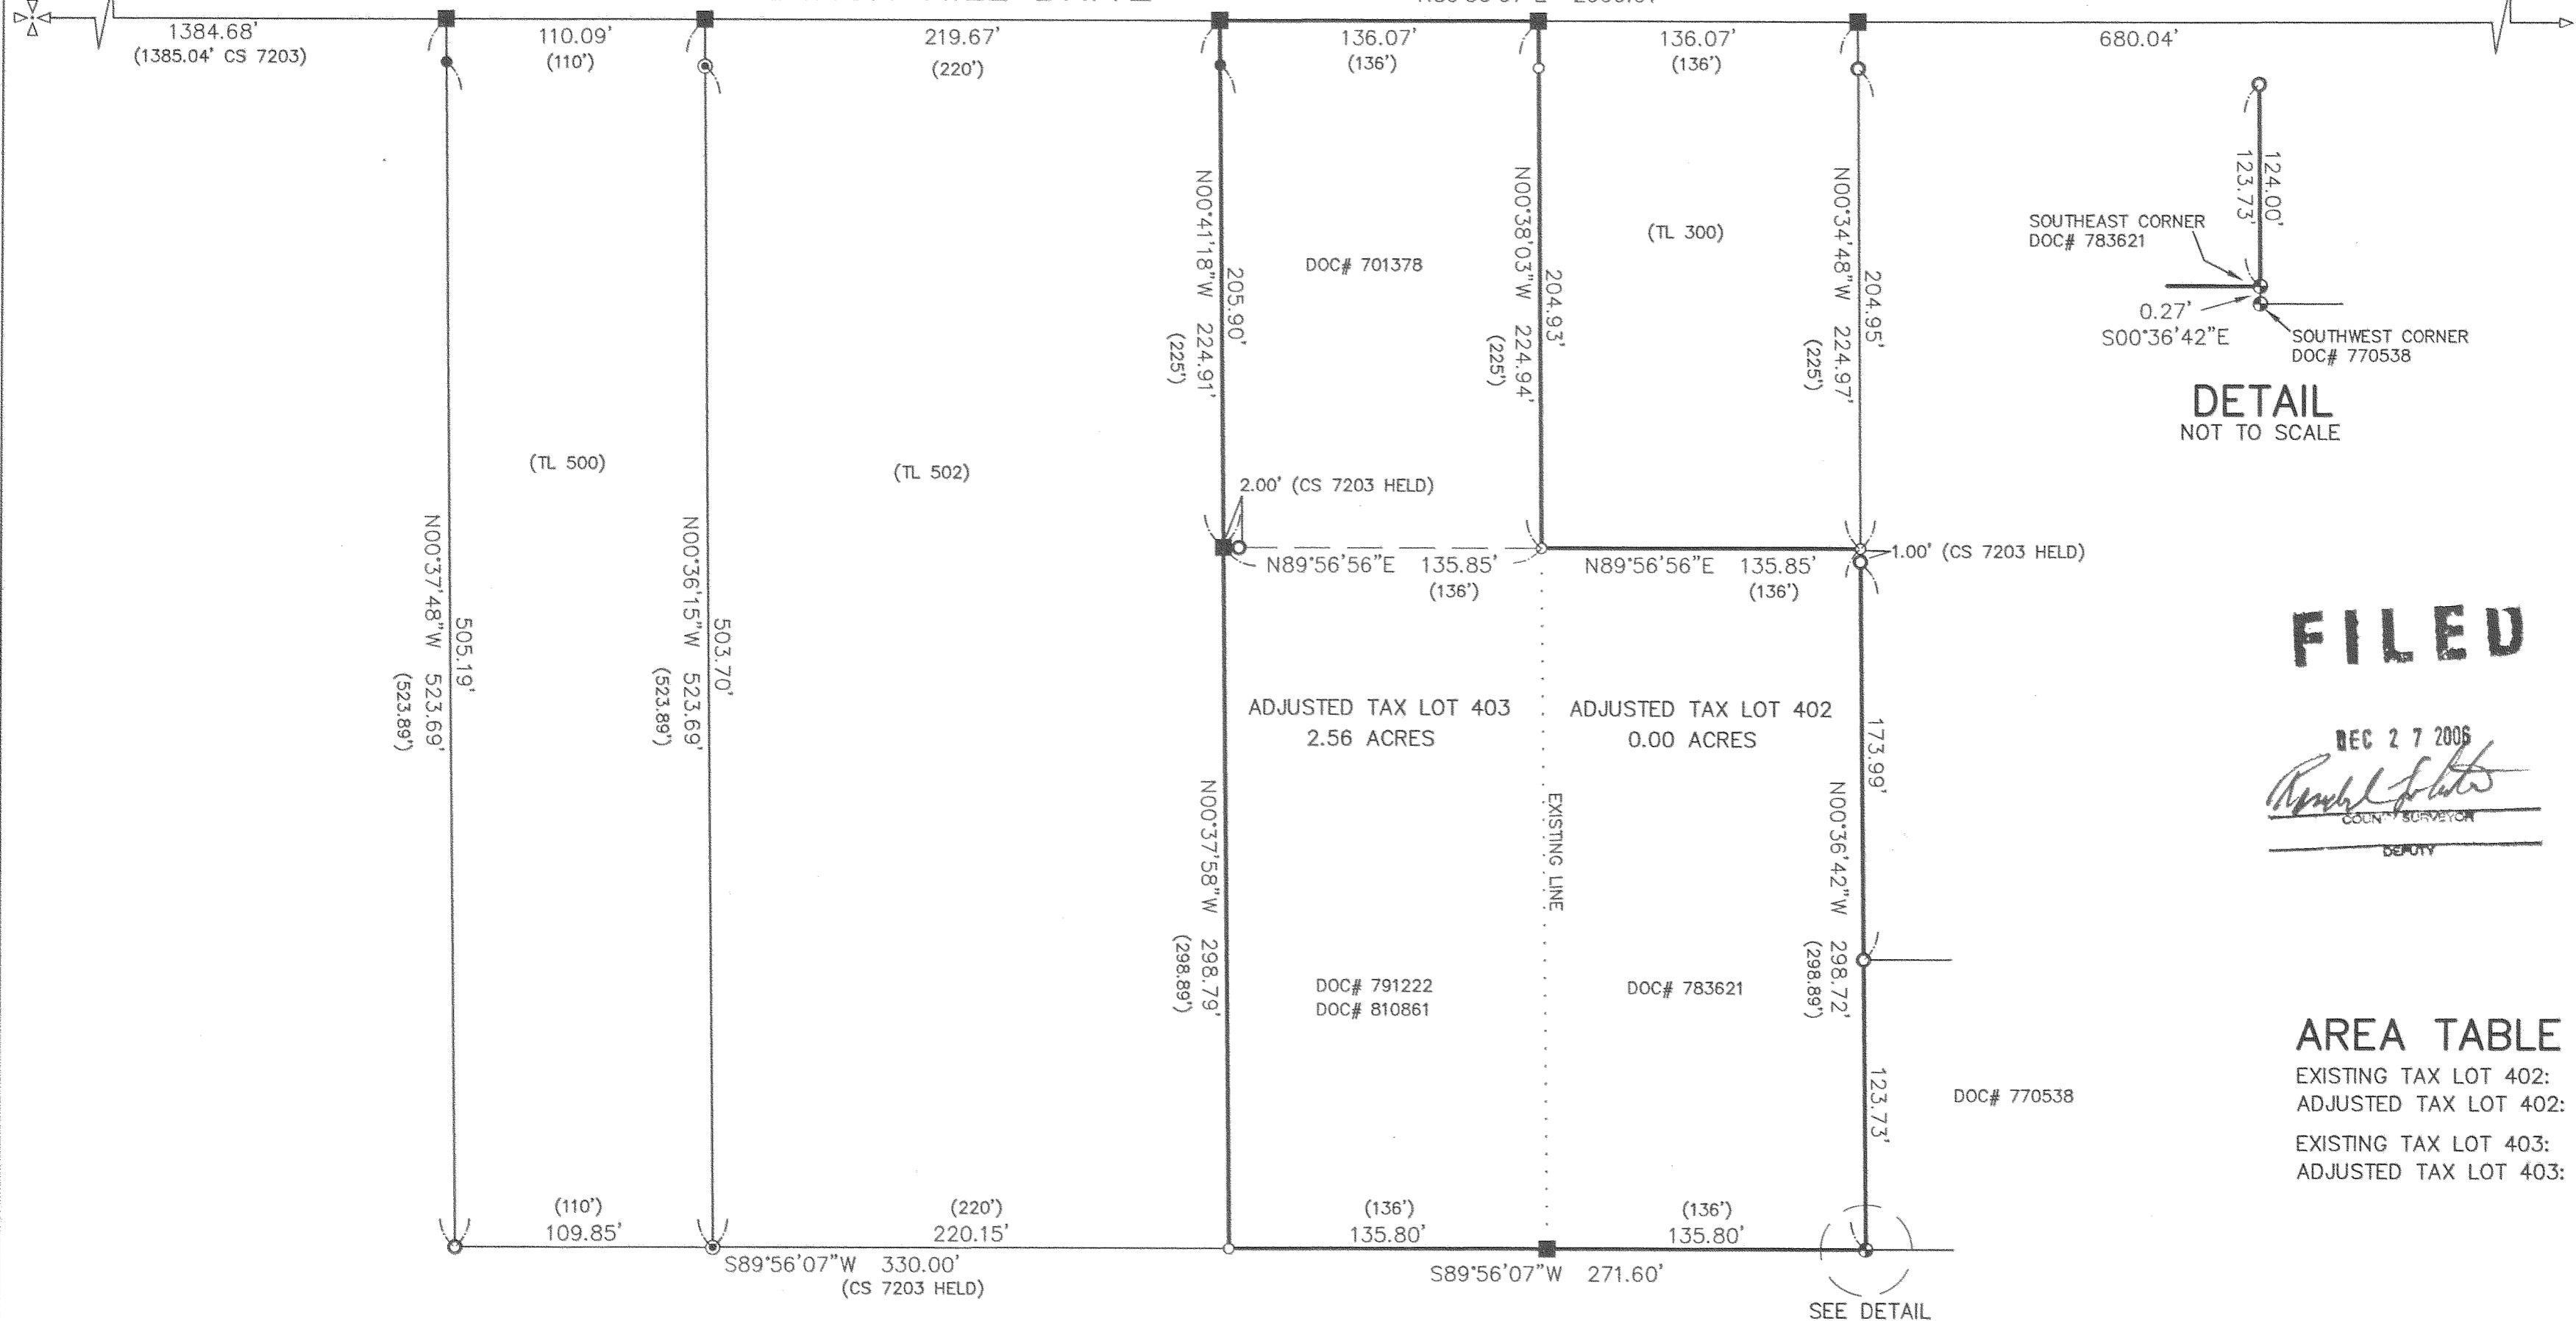 1384.68'
(1385.04' CS 7203)
110.09'
(110')
219.67'
(220')
136.07'
(136')
136.07'
(136')
680.04'
N00°41'18"W 224.91'
205.90'
(225')
N00°38'03"W 224.94'
204.93'
(225')
N00°34'48"W 224.97'
204.95'
(225')
DOC# 701378
(TL 300)
124.00'
123.73'
SOUTHEAST CORNER
DOC# 783621
0.27'
S00°36'42"E
SOUTHWEST CORNER
DOC# 770538
DETAIL
NOT TO SCALE
(TL 500)
(TL 502)
2.00' (CS 7203 HELD)
N89°56'56"E 135.85'
(136')
N89°56'56"E 135.85'
(136')
1.00' (CS 7203 HELD)
N00°37'48"W 523.69'
505.19'
(523.89')
N00°36'15"W 523.69'
503.70'
(523.89')
FILED
DEC 27 2006
COUNTY SURVEYOR
DEPUTY
ADJUSTED TAX LOT 403
2.56 ACRES
ADJUSTED TAX LOT 402
0.00 ACRES
173.99'
N00°37'58"W 298.79'
(298.89')
EXISTING LINE
N00°36'42"W 298.72'
(298.89')
DOC# 791222
DOC# 810861
DOC# 783621
123.73'
DOC# 770538
AREA TABLE
EXISTING TAX LOT 402:
ADJUSTED TAX LOT 402:
EXISTING TAX LOT 403:
ADJUSTED TAX LOT 403:
(110')
109.85'
(220')
220.15'
(136')
135.80'
(136')
135.80'
S89°56'07"W 330.00'
(CS 7203 HELD)
S89°56'07"W 271.60'
SEE DETAIL